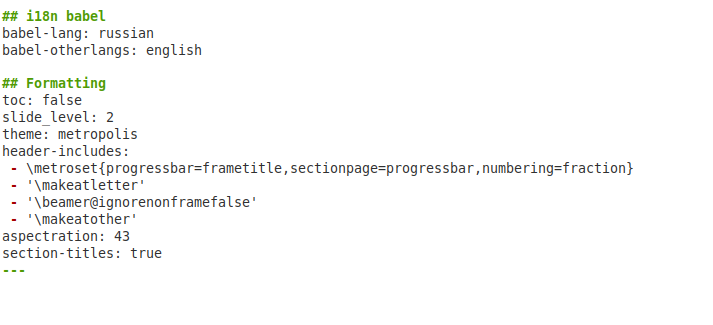 ## i18n babel
babel-lang: russian
babel-otherlangs: english
## Formatting
toc: false
slide_level: 2
theme: metropolis
header-includes:
- \metroset{progressbar=frametitle,sectionpage=progressbar,numbering=fraction}
- '\makeatletter'
- '\beamer@ignorenonframefalse'
- '\makeatother'
aspectration: 43
section-titles: true
---